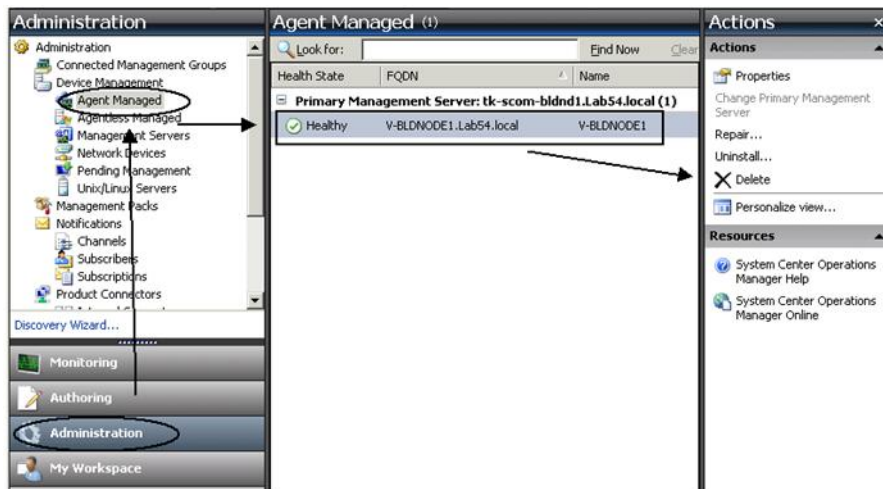 Administration
Administration
Connected Management Groups
Device Management
Agent Managed
Agentless Managed
Management Servers
Network Devices
Pending Management
Unix/Linux Servers
Management Packs
Notifications
Channels
Subscribers
Subscriptions
Product Connectors
Discovery Wizard...
Monitoring
Authoring
Administration
My Workspace
Agent Managed (1)
Look for:
Find Now
Clear
Health State
FQDN
Name
Primary Management Server: tk-scom-bldnd1.Lab54.local (1)
Healthy
V-BLDNODE1.Lab54.local
V-BLDNODE1
Actions
Actions
Properties
Change Primary Management
Server
Repair...
Uninstall...
Delete
Personalize view...
Resources
System Center Operations
Manager Help
System Center Operations
Manager Online